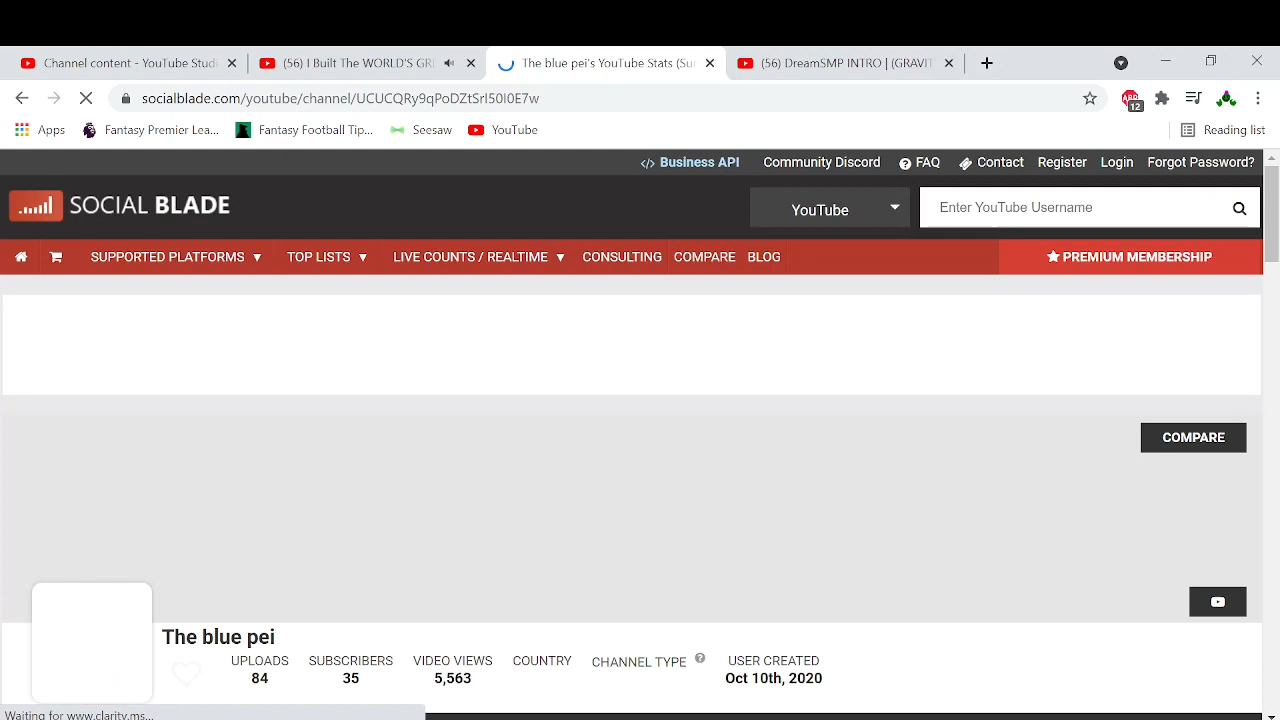 Channel content - YouTube Studi
(56) I Built The WORLD'S GRE
The blue pei's YouTube Stats (Sum
(56) DreamSMP INTRO | (GRAVIT
socialblade.com/youtube/channel/
ABP
12
Apps
Fantasy Premier Lea...
Fantasy Football Tip...
Seesaw
YouTube
Reading list
</> Business API
Community Discord
FAQ
Contact
Register
Login
Forgot Password?
SOCIAL BLADE
YouTube
Enter YouTube Username
SUPPORTED PLATFORMS
TOP LISTS
LIVE COUNTS / REALTIME
CONSULTING
COMPARE
BLOG
PREMIUM MEMBERSHIP
COMPARE
The blue pei
UPLOADS
84
SUBSCRIBERS
35
VIDEO VIEWS
5,563
COUNTRY
CHANNEL TYPE ?
USER CREATED
Oct 10th, 2020
Waiting for www.clarity.ms...